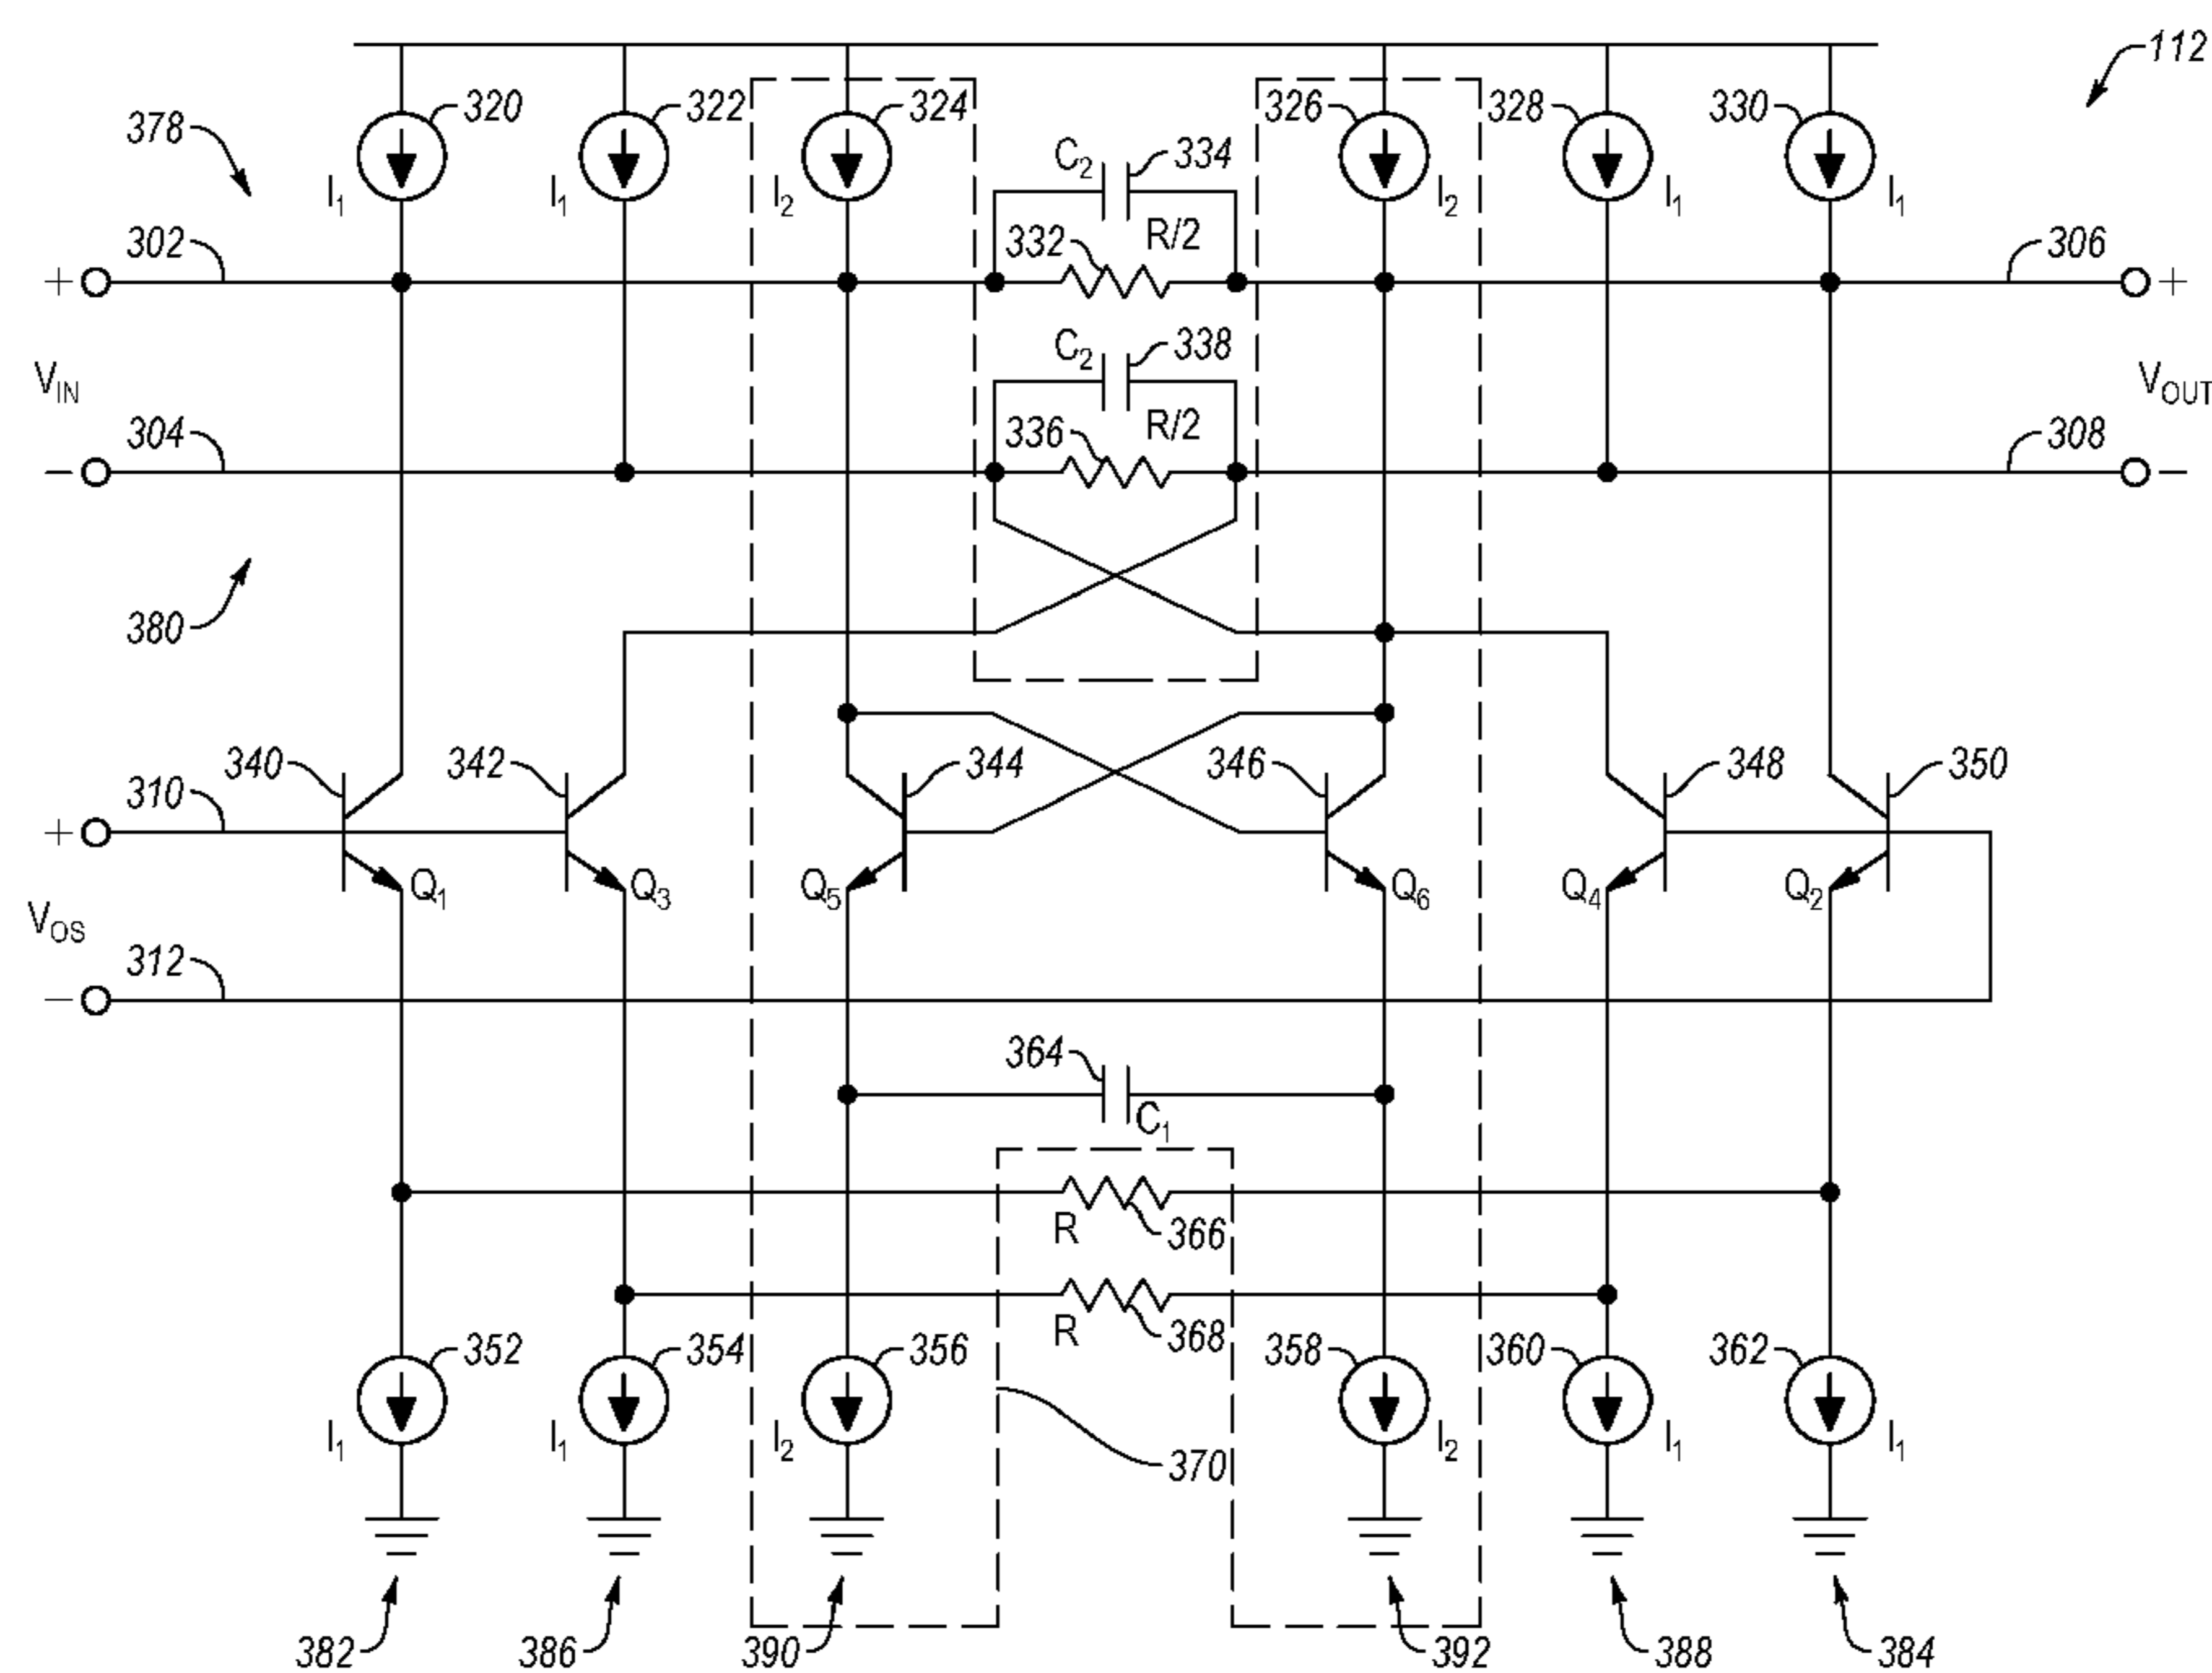 112
320 322 324 326 328 330
378
C₂ 334
I₁ I₁ I₂ I₂ I₁ I₁
302 332 R/2 306
+ +
C₂ 338
V_IN V_OUT
304 336 R/2 308
− −
380
340 342 344 346 348 350
310
+
Q₁ Q₃ Q₅ Q₆ Q₄ Q₂
V_OS
312
−
364
C₁
R 366
R 368
352 354 356 358 360 362
I₁ I₁ I₂ I₂ I₁ I₁
370
382 386 390 392 388 384